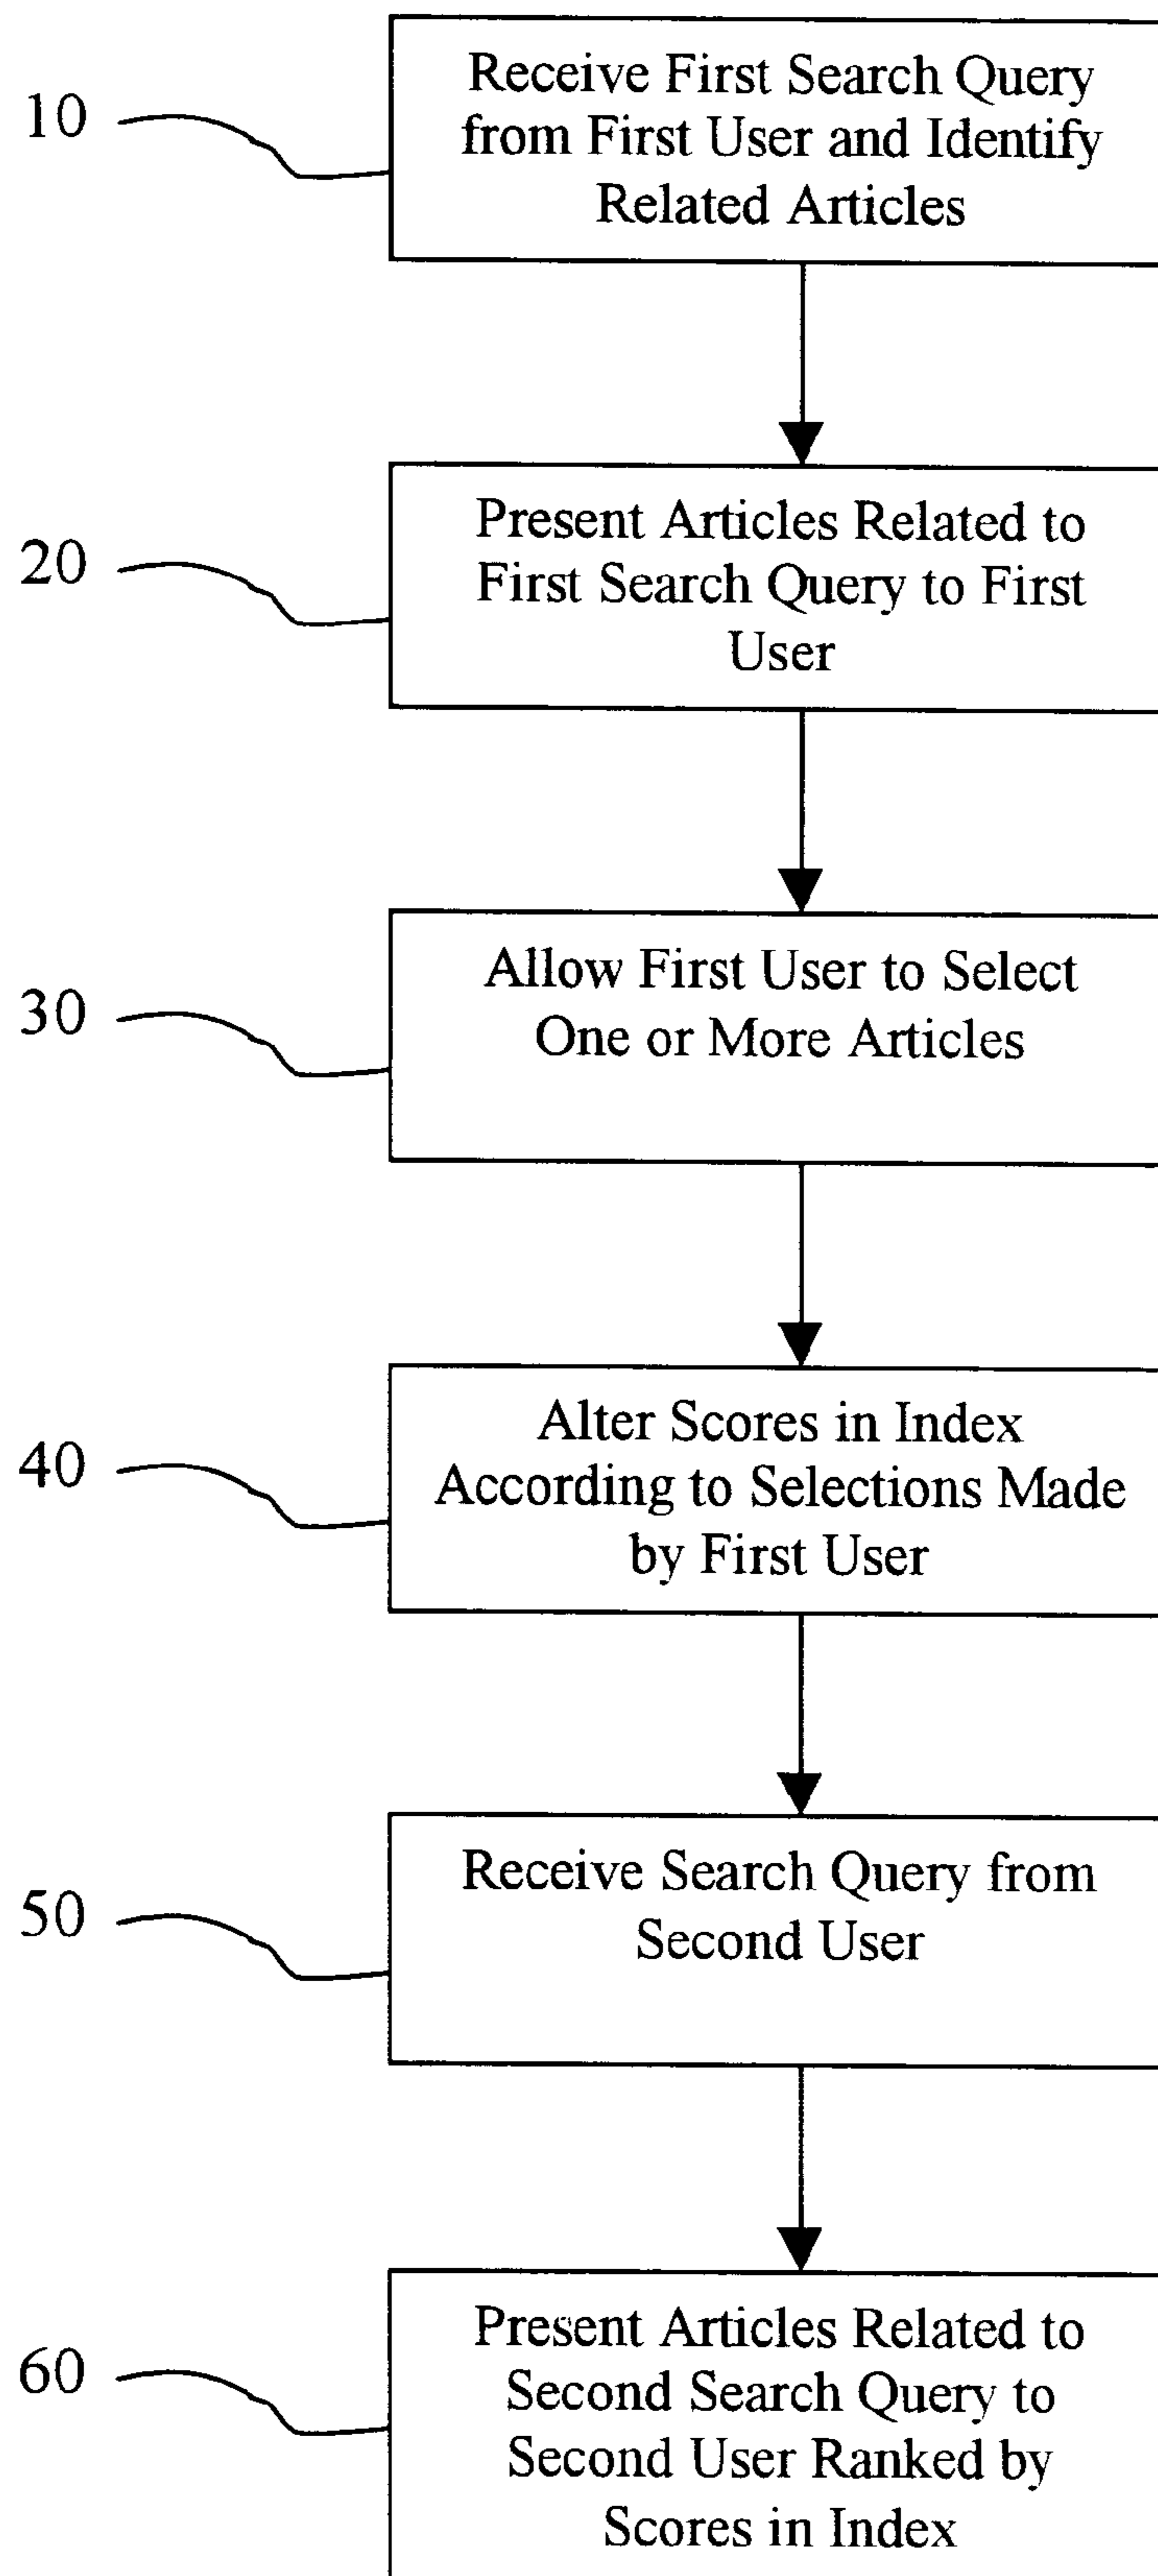 10
Receive First Search Query
from First User and Identify
Related Articles
20
Present Articles Related to
First Search Query to First
User
30
Allow First User to Select
One or More Articles
40
Alter Scores in Index
According to Selections Made
by First User
50
Receive Search Query from
Second User
60
Present Articles Related to
Second Search Query to
Second User Ranked by
Scores in Index